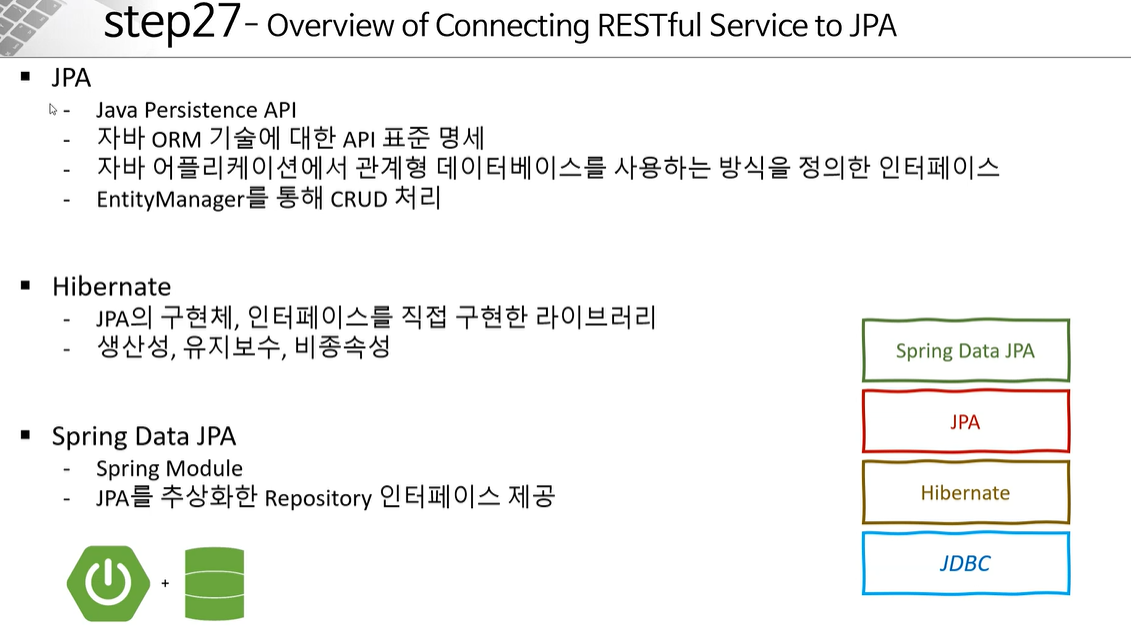 step27- Overview of Connecting RESTful Service to JPA
▪ JPA
- Java Persistence API
- 자바 ORM 기술에 대한 API 표준 명세
- 자바 어플리케이션에서 관계형 데이터베이스를 사용하는 방식을 정의한 인터페이스
- EntityManager를 통해 CRUD 처리
▪ Hibernate
- JPA의 구현체, 인터페이스를 직접 구현한 라이브러리
- 생산성, 유지보수, 비종속성
▪ Spring Data JPA
- Spring Module
- JPA를 추상화한 Repository 인터페이스 제공
+
Spring Data JPA
JPA
Hibernate
JDBC